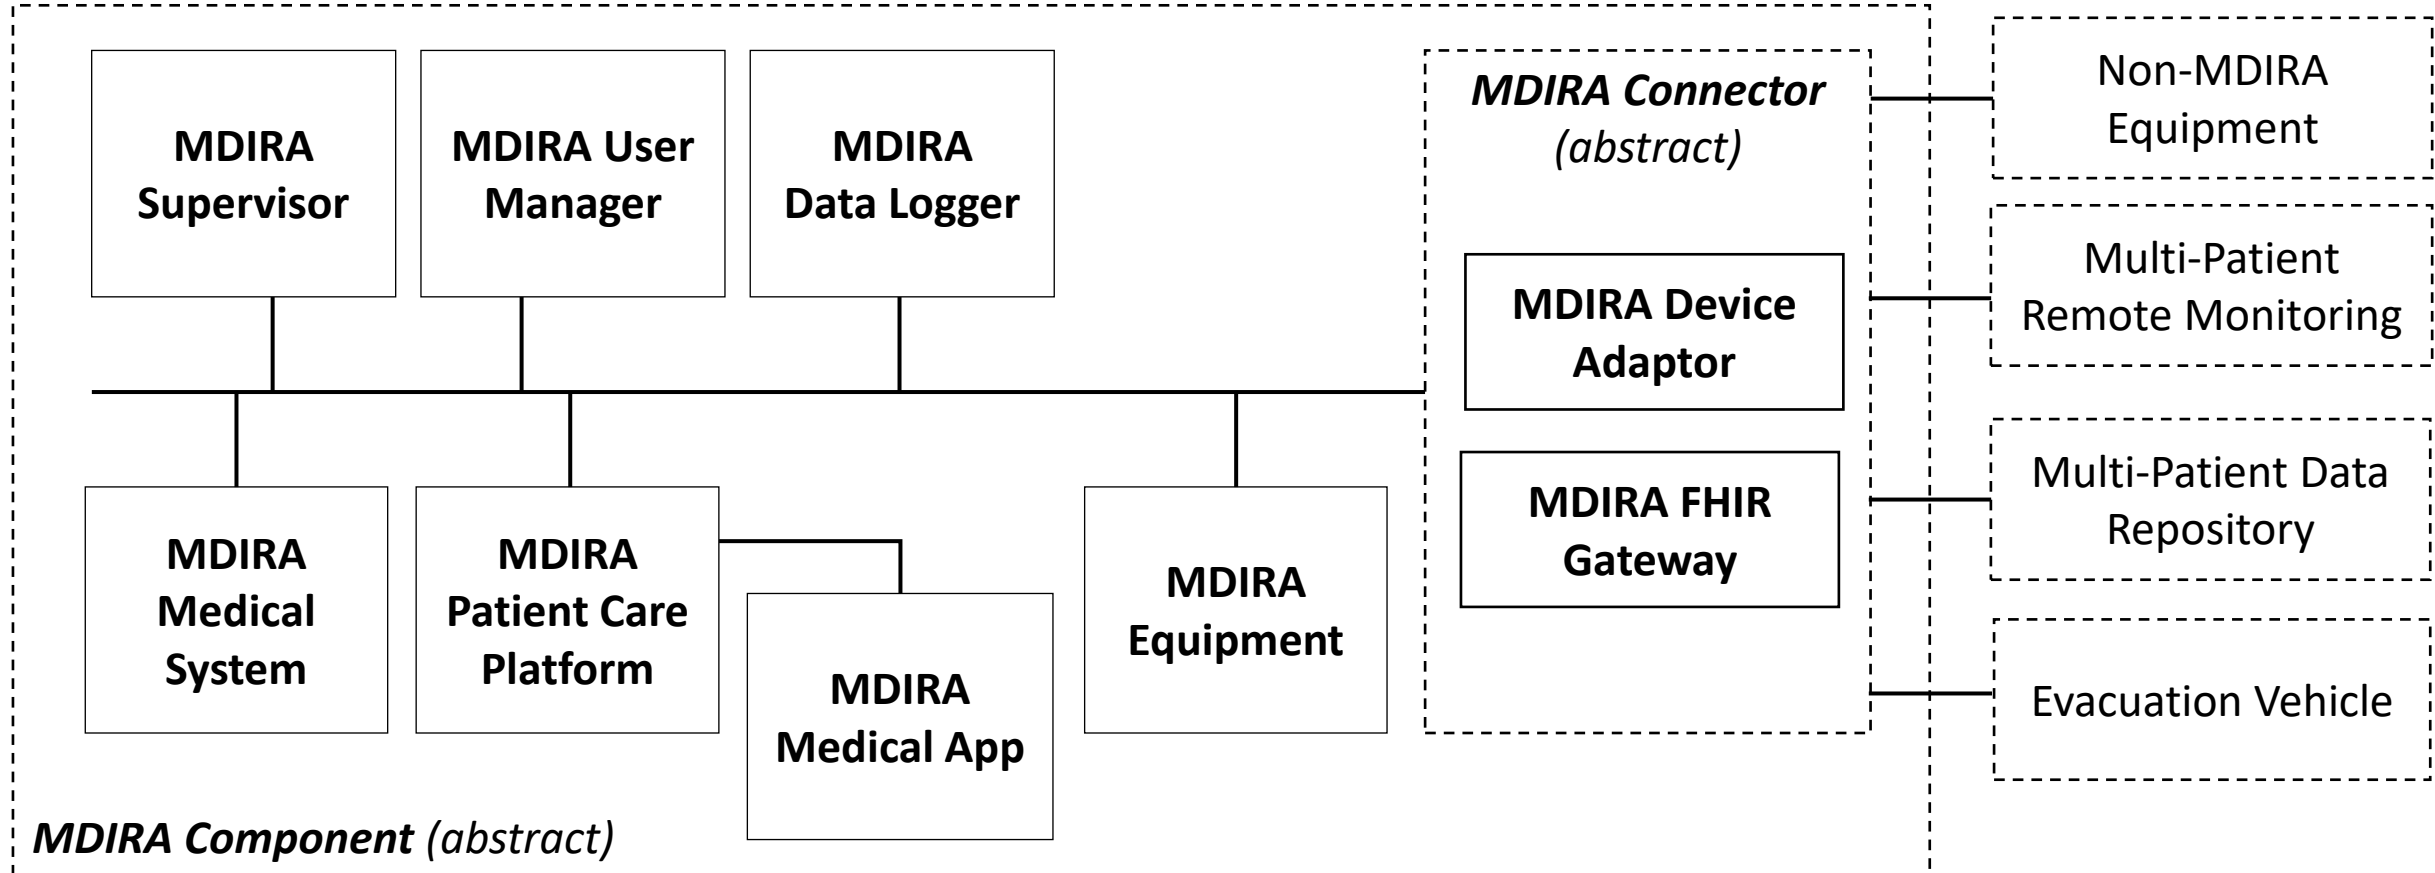 MDIRA
Supervisor
MDIRA User
Manager
MDIRA
Data Logger
MDIRA Connector
(abstract)
MDIRA Device
Adaptor
MDIRA FHIR
Gateway
MDIRA
Medical
System
MDIRA
Patient Care
Platform
MDIRA
Medical App
MDIRA
Equipment
MDIRA Component (abstract)
Non-MDIRA
Equipment
Multi-Patient
Remote Monitoring
Multi-Patient Data
Repository
Evacuation Vehicle